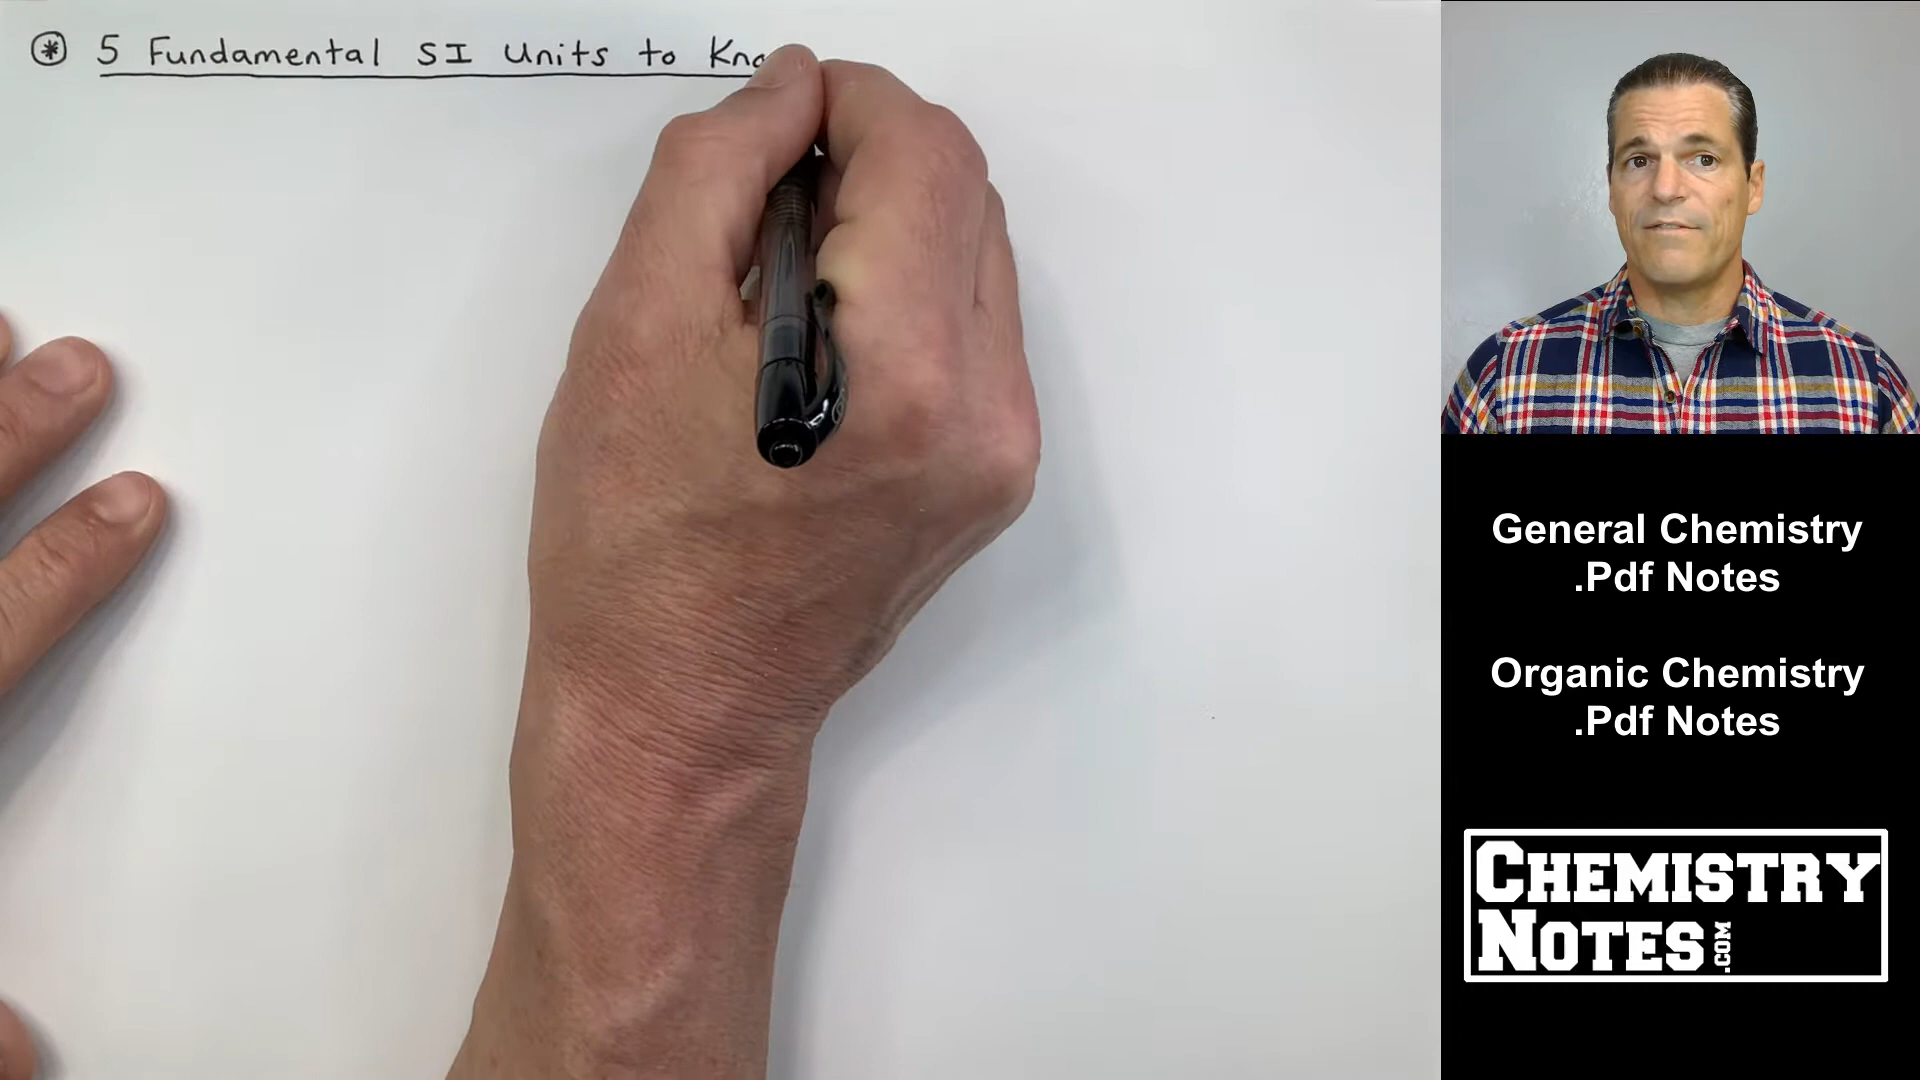 5 Fundamental SI Units to
General Chemistry
.Pdf Notes
Organic Chemistry
.Pdf Notes
CHEMISTRY
NOTES.COM